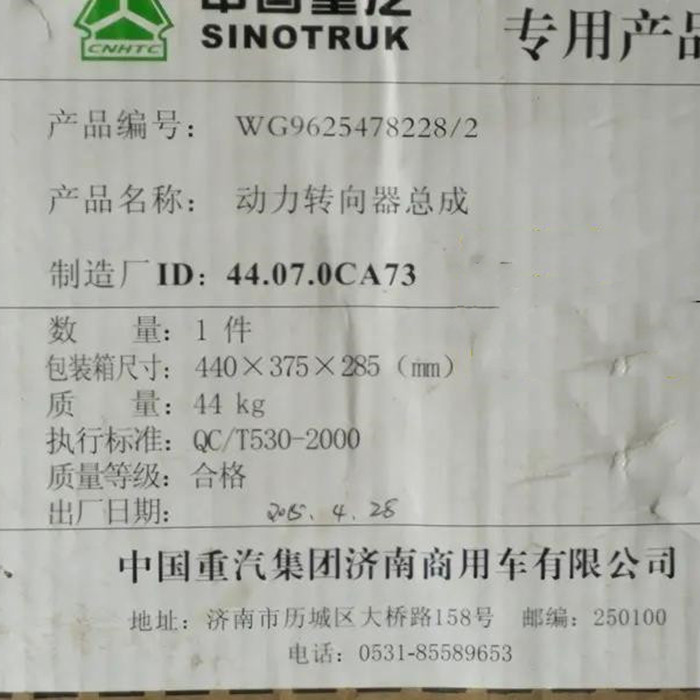 中国重汽
CNHTC
SINOTRUK
专用产品
产品编号： WG9625478228/2
产品名称： 动力转向器总成
制造厂ID：44.07.0CA73
数 量：1 件
包装箱尺寸：440×375×285（mm）
质 量：44 kg
执行标准：QC/T530-2000
质量等级：合格
出厂日期： 2015. 4. 28
中国重汽集团济南商用车有限公司
地址：济南市历城区大桥路158号 邮编：250100
电话：0531-85589653